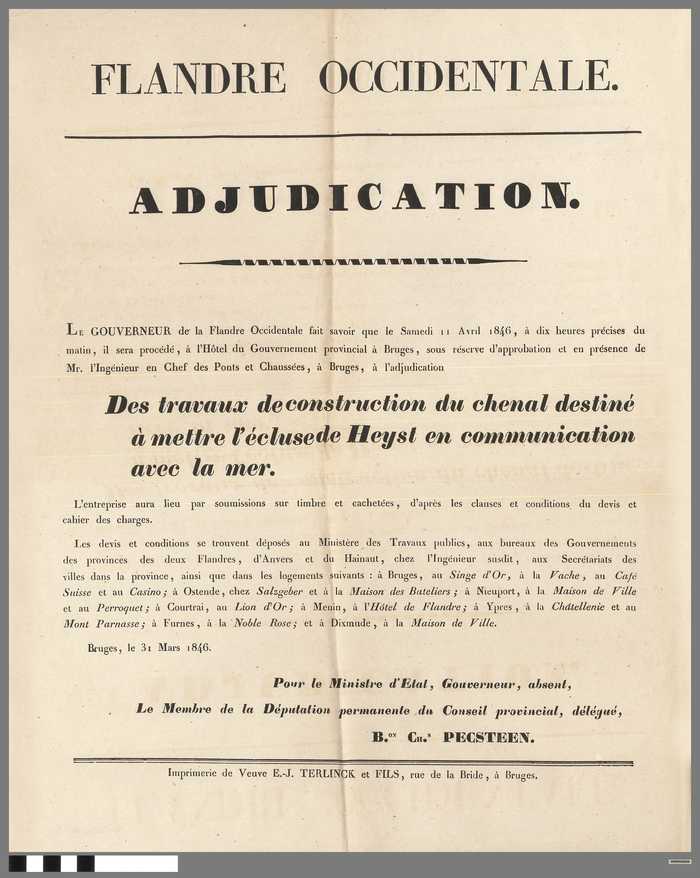 FLANDRE OCCIDENTALE.
ADJUDICATION.
LE GOUVERNEUR de la Flandre Occidentale fait savoir que le Samedi 11 Avril 1846, à dix heures précises du
matin, il sera procédé, à l'Hôtel du Gouvernement provincial à Bruges, sous réserve d'approbation et en présence de
Mr. l'Ingénieur en Chef des Ponts et Chaussées, à Bruges, à l'adjudication
Des travaux de construction du chenal destiné
à mettre l'écluse de Heyst en communication
avec la mer.
L'entreprise aura lieu par soumissions sur timbre et cachetées, d'après les clauses et conditions du devis et
cahier des charges.
Les devis et conditions se trouvent déposés au Ministère des Travaux publics, aux bureaux des Gouvernements
des provinces des deux Flandres, d'Anvers et du Hainaut, chez l'Ingénieur susdit, aux Secrétariats des
villes dans la province, ainsi que dans les logements suivants : à Bruges, au Singe d'Or, à la Vache, au Café
Suisse et au Casino; à Ostende, chez Salzgeber et à la Maison des Bateliers; à Nieuport, à la Maison de Ville
et au Perroquet; à Courtrai, au Lion d'Or; à Menin, à l'Hôtel de Flandre; à Ypres, à la Châtellenie et au
Mont Parnasse; à Furnes, à la Noble Rose; et à Dixmude, à la Maison de Ville.
Bruges, le 31 Mars 1846.
Pour le Ministre d'Etat, Gouverneur, absent,
Le Membre de la Députation permanente du Conseil provincial, délégué,
B.on CH.s PECSTEEN.
Imprimerie de Veuve E.-J. TERLINCK et FILS, rue de la Bride, à Bruges.